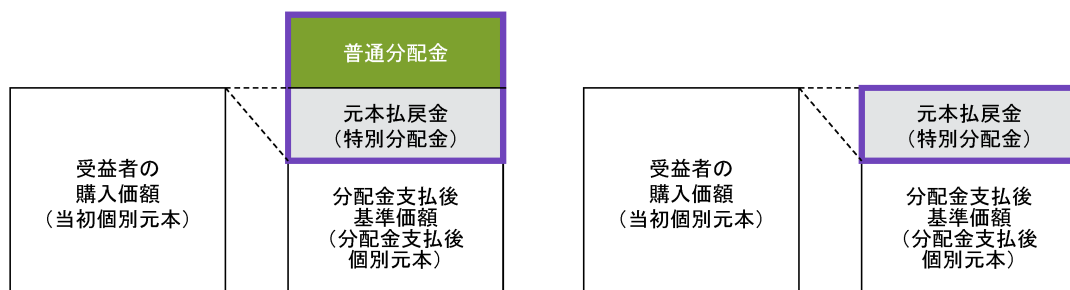 普通分配金
元本払戻金
（特別分配金）
受益者の
購入価額
（当初個別元本）
分配金支払後
基準価額
（分配金支払後
個別元本）
元本払戻金
（特別分配金）
受益者の
購入価額
（当初個別元本）
分配金支払後
基準価額
（分配金支払後
個別元本）